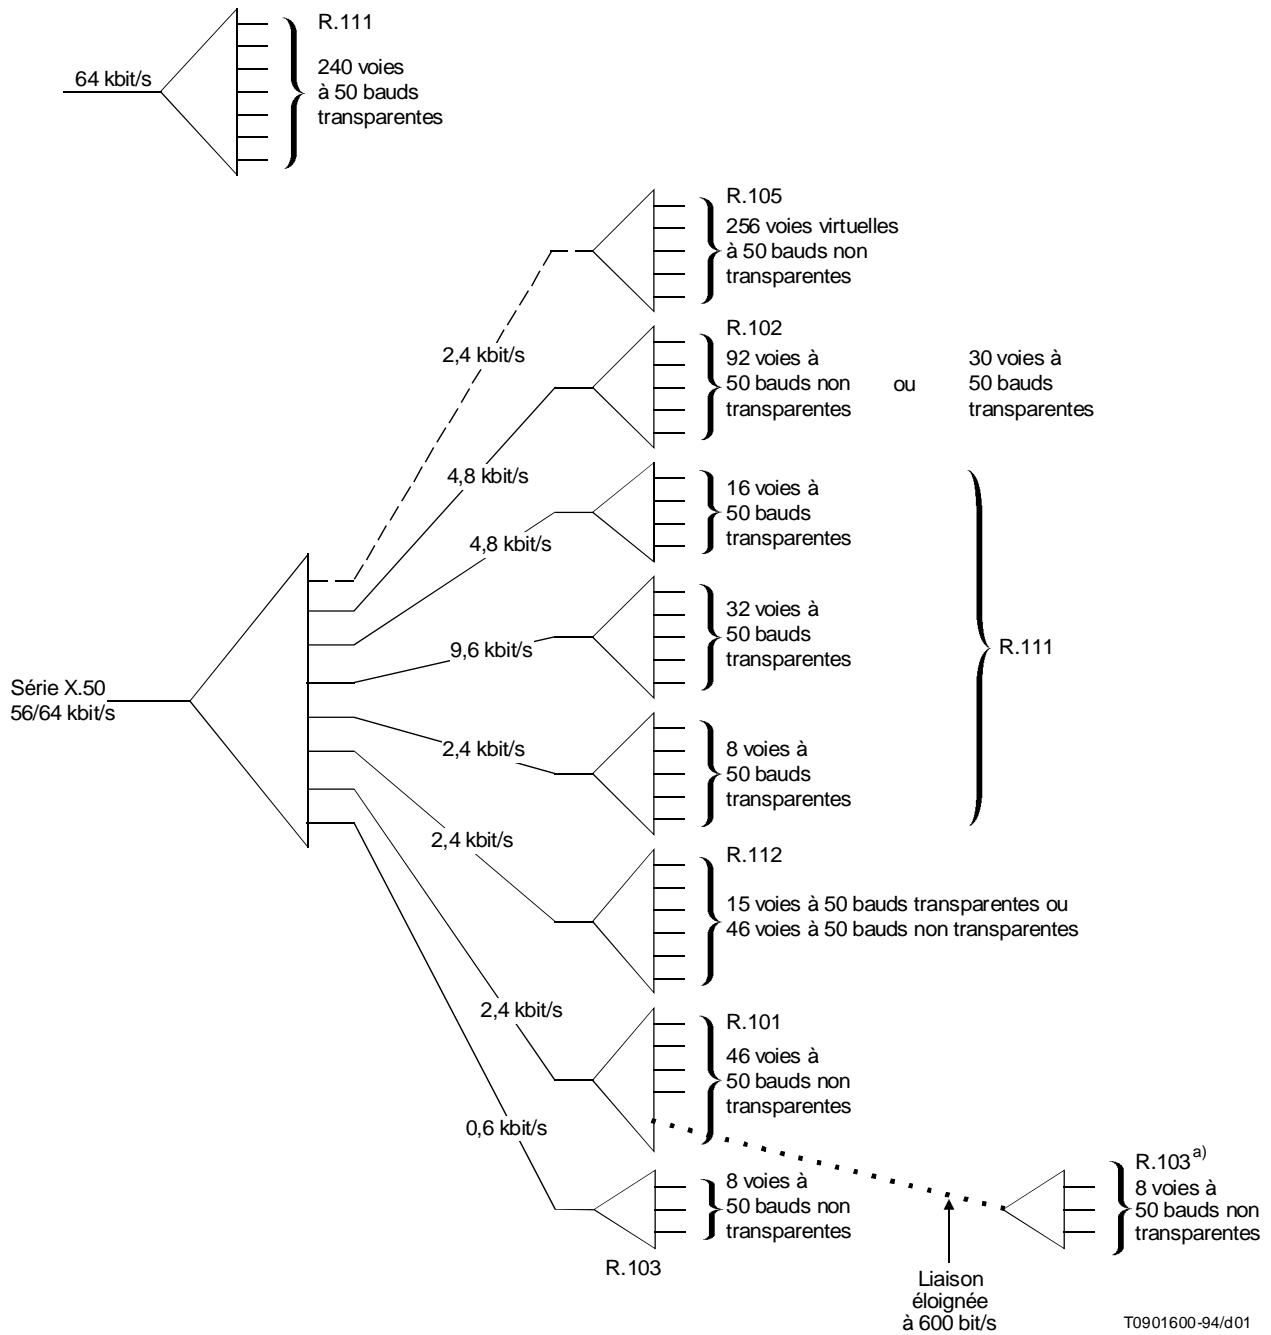 R.111
64 kbit/s
240 voies
à 50 bauds
transparentes
R.105
256 voies virtuelles
à 50 bauds non
transparentes
2,4 kbit/s
R.102
92 voies à
50 bauds non
transparentes
ou
30 voies à
50 bauds
transparentes
4,8 kbit/s
16 voies à
50 bauds
transparentes
4,8 kbit/s
32 voies à
50 bauds
transparentes
9,6 kbit/s
R.111
Série X.50
56/64 kbit/s
2,4 kbit/s
8 voies à
50 bauds
transparentes
2,4 kbit/s
R.112
15 voies à 50 bauds transparentes ou
46 voies à 50 bauds non transparentes
2,4 kbit/s
R.101
46 voies à
50 bauds non
transparentes
0,6 kbit/s
8 voies à
50 bauds non
transparentes
R.103
R.103a)
8 voies à
50 bauds non
transparentes
Liaison
éloignée
à 600 bit/s
T0901600-94/d01